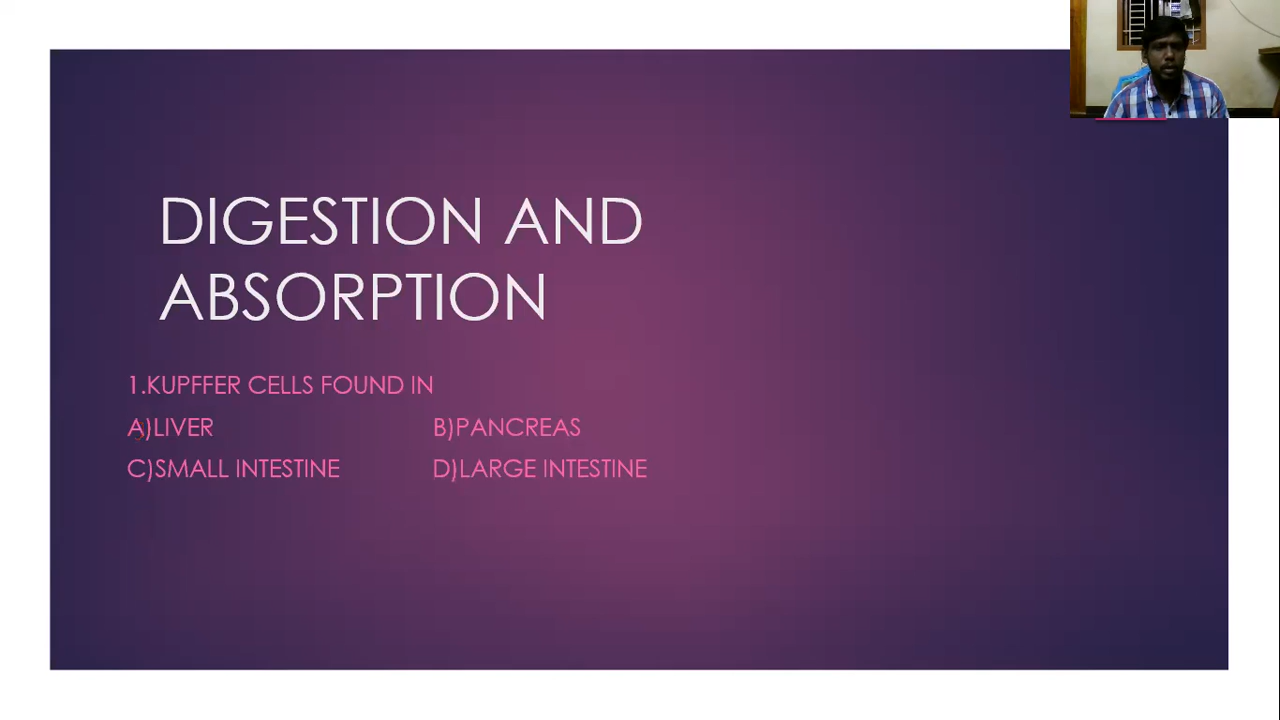 DIGESTION AND
ABSORPTION
1.KUPFFER CELLS FOUND IN
A)LIVER B)PANCREAS
C)SMALL INTESTINE D)LARGE INTESTINE